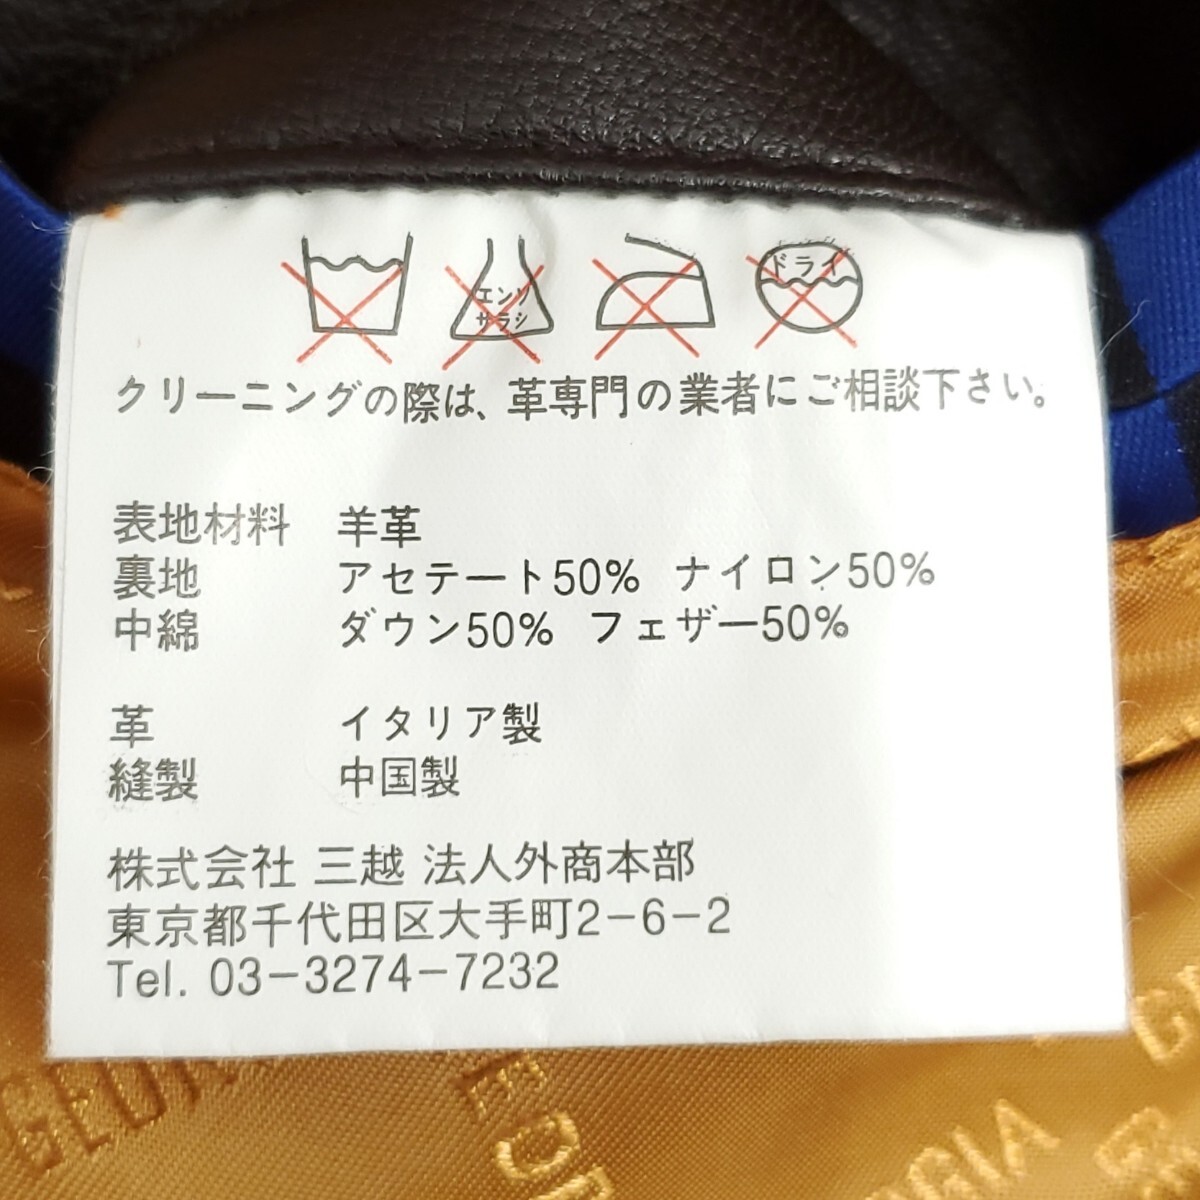 エンソ
サラシ
ドライ
クリーニングの際は、革専門の業者にご相談下さい。
表地材料 羊革
裏地 アセテート50% ナイロン50%
中綿 ダウン50% フェザー50%
革 イタリア製
縫製 中国製
株式会社 三越 法人外商本部
東京都千代田区大手町2-6-2
Tel. 03-3274-7232